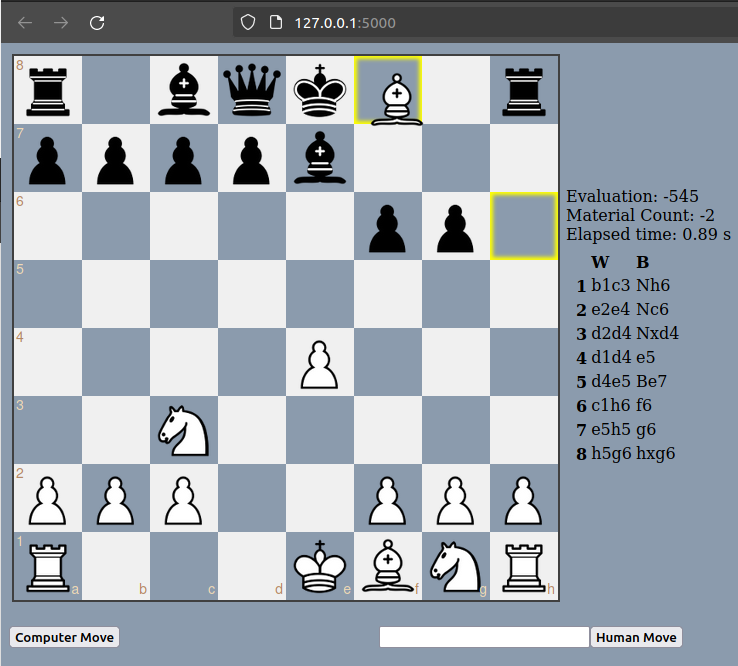 127.0.0.1:5000
8
7
6
5
4
3
2
1
a b c d e f g h
Evaluation: -545
Material Count: -2
Elapsed time: 0.89 s
W B
1 b1c3 Nh6
2 e2e4 Nc6
3 d2d4 Nxd4
4 d1d4 e5
5 d4e5 Be7
6 c1h6 f6
7 e5h5 g6
8 h5g6 hxg6
Computer Move Human Move